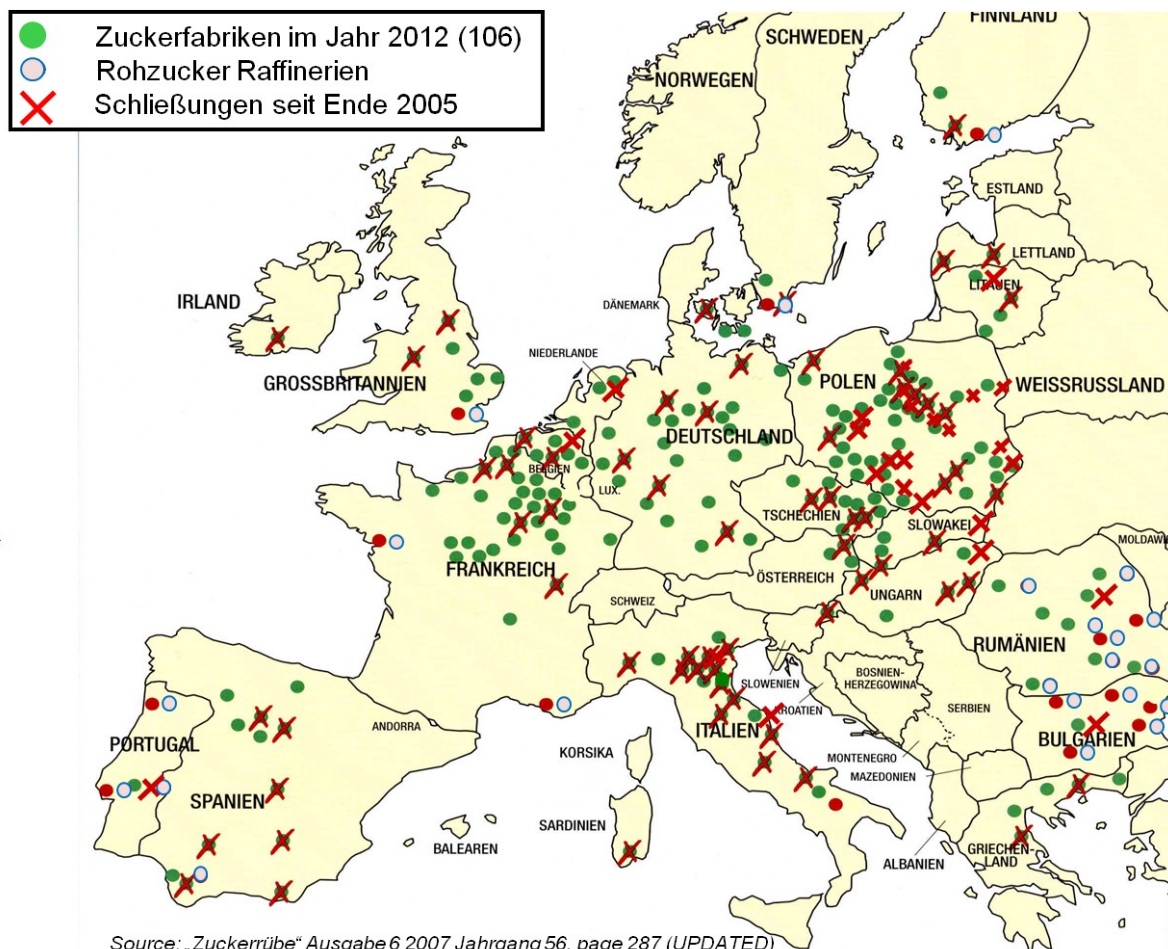 Zuckerfabriken im Jahr 2012 (106)
Rohzucker Raffinerien
Schließungen seit Ende 2005
FINNLAND
SCHWEDEN
NORWEGEN
ESTLAND
LETTLAND
LITAUEN
IRLAND
DÄNEMARK
NIEDERLANDE
GROSSBRITANNIEN
POLEN
WEISSRUSSLAND
DEUTSCHLAND
BELGIEN
LUX.
TSCHECHIEN
SLOWAKEI
MOLDAW
FRANKREICH
ÖSTERREICH
UNGARN
SCHWEIZ
RUMÄNIEN
BOSNIEN-
HERZEGOWINA
SLOWENIEN
SERBIEN
KROATIEN
ANDORRA
ITALIEN
PORTUGAL
BULGARIEN
KORSIKA
MONTENEGRO
MAZEDONIEN
SPANIEN
SARDINIEN
BALEAREN
ALBANIEN
GRIECHEN-
LAND
Source: „Zuckerrübe“ Ausgabe 6 2007 Jahrgang 56, page 287 (UPDATED)